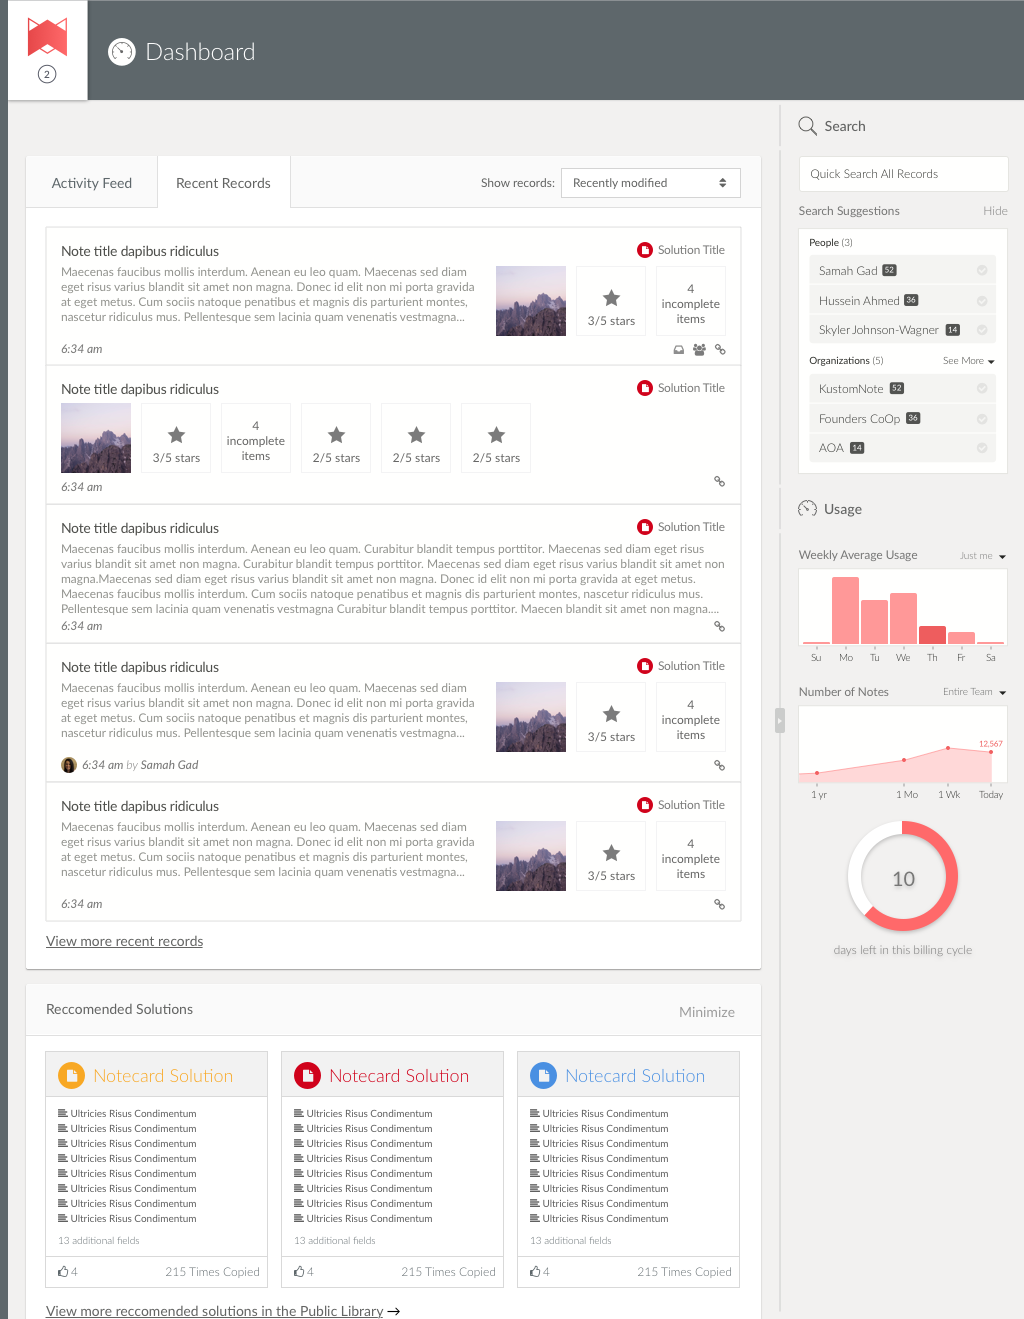 2
Dashboard
Activity Feed
Recent Records
Show records:
Recently modified
Note title dapibus ridiculus
Solution Title
Maecenas faucibus mollis interdum. Aenean eu leo quam. Maecenas sed diam
eget risus varius blandit sit amet non magna. Donec id elit non mi porta gravida
at eget metus. Cum sociis natoque penatibus et magnis dis parturient montes,
nascetur ridiculus mus. Pellentesque sem lacinia quam venenatis vestmagna...
3/5 stars
4
incomplete
items
6:34 am
Note title dapibus ridiculus
Solution Title
3/5 stars
4
incomplete
items
2/5 stars
2/5 stars
2/5 stars
6:34 am
Note title dapibus ridiculus
Solution Title
Maecenas faucibus mollis interdum. Aenean eu leo quam. Curabitur blandit tempus porttitor. Maecenas sed diam eget risus
varius blandit sit amet non magna. Curabitur blandit tempus porttitor. Maecenas sed diam eget risus varius blandit sit amet non
magna.Maecenas sed diam eget risus varius blandit sit amet non magna. Donec id elit non mi porta gravida at eget metus.
Maecenas faucibus mollis interdum. Cum sociis natoque penatibus et magnis dis parturient montes, nascetur ridiculus mus.
Pellentesque sem lacinia quam venenatis vestmagna Curabitur blandit tempus porttitor. Maecen blandit sit amet non magna....
6:34 am
Note title dapibus ridiculus
Solution Title
Maecenas faucibus mollis interdum. Aenean eu leo quam. Maecenas sed diam
eget risus varius blandit sit amet non magna. Donec id elit non mi porta gravida
at eget metus. Cum sociis natoque penatibus et magnis dis parturient montes,
nascetur ridiculus mus. Pellentesque sem lacinia quam venenatis vestmagna...
3/5 stars
4
incomplete
items
6:34 am by Samah Gad
Note title dapibus ridiculus
Solution Title
Maecenas faucibus mollis interdum. Aenean eu leo quam. Maecenas sed diam
eget risus varius blandit sit amet non magna. Donec id elit non mi porta gravida
at eget metus. Cum sociis natoque penatibus et magnis dis parturient montes,
nascetur ridiculus mus. Pellentesque sem lacinia quam venenatis vestmagna...
3/5 stars
4
incomplete
items
6:34 am
View more recent records
Reccomended Solutions
Minimize
Notecard Solution
Ultricies Risus Condimentum
Ultricies Risus Condimentum
Ultricies Risus Condimentum
Ultricies Risus Condimentum
Ultricies Risus Condimentum
Ultricies Risus Condimentum
Ultricies Risus Condimentum
Ultricies Risus Condimentum
13 additional fields
4
215 Times Copied
Notecard Solution
Ultricies Risus Condimentum
Ultricies Risus Condimentum
Ultricies Risus Condimentum
Ultricies Risus Condimentum
Ultricies Risus Condimentum
Ultricies Risus Condimentum
Ultricies Risus Condimentum
Ultricies Risus Condimentum
13 additional fields
4
215 Times Copied
Notecard Solution
Ultricies Risus Condimentum
Ultricies Risus Condimentum
Ultricies Risus Condimentum
Ultricies Risus Condimentum
Ultricies Risus Condimentum
Ultricies Risus Condimentum
Ultricies Risus Condimentum
Ultricies Risus Condimentum
13 additional fields
4
215 Times Copied
View more reccomended solutions in the Public Library →
Search
Quick Search All Records
Search Suggestions
Hide
People (3)
Samah Gad 52
Hussein Ahmed 36
Skyler Johnson-Wagner 14
Organizations (5)
See More
KustomNote 52
Founders CoOp 36
AOA 14
Usage
Weekly Average Usage
Just me
Su Mo Tu We Th Fr Sa
Number of Notes
Entire Team
12,567
1 yr 1 Mo 1 Wk Today
10
days left in this billing cycle